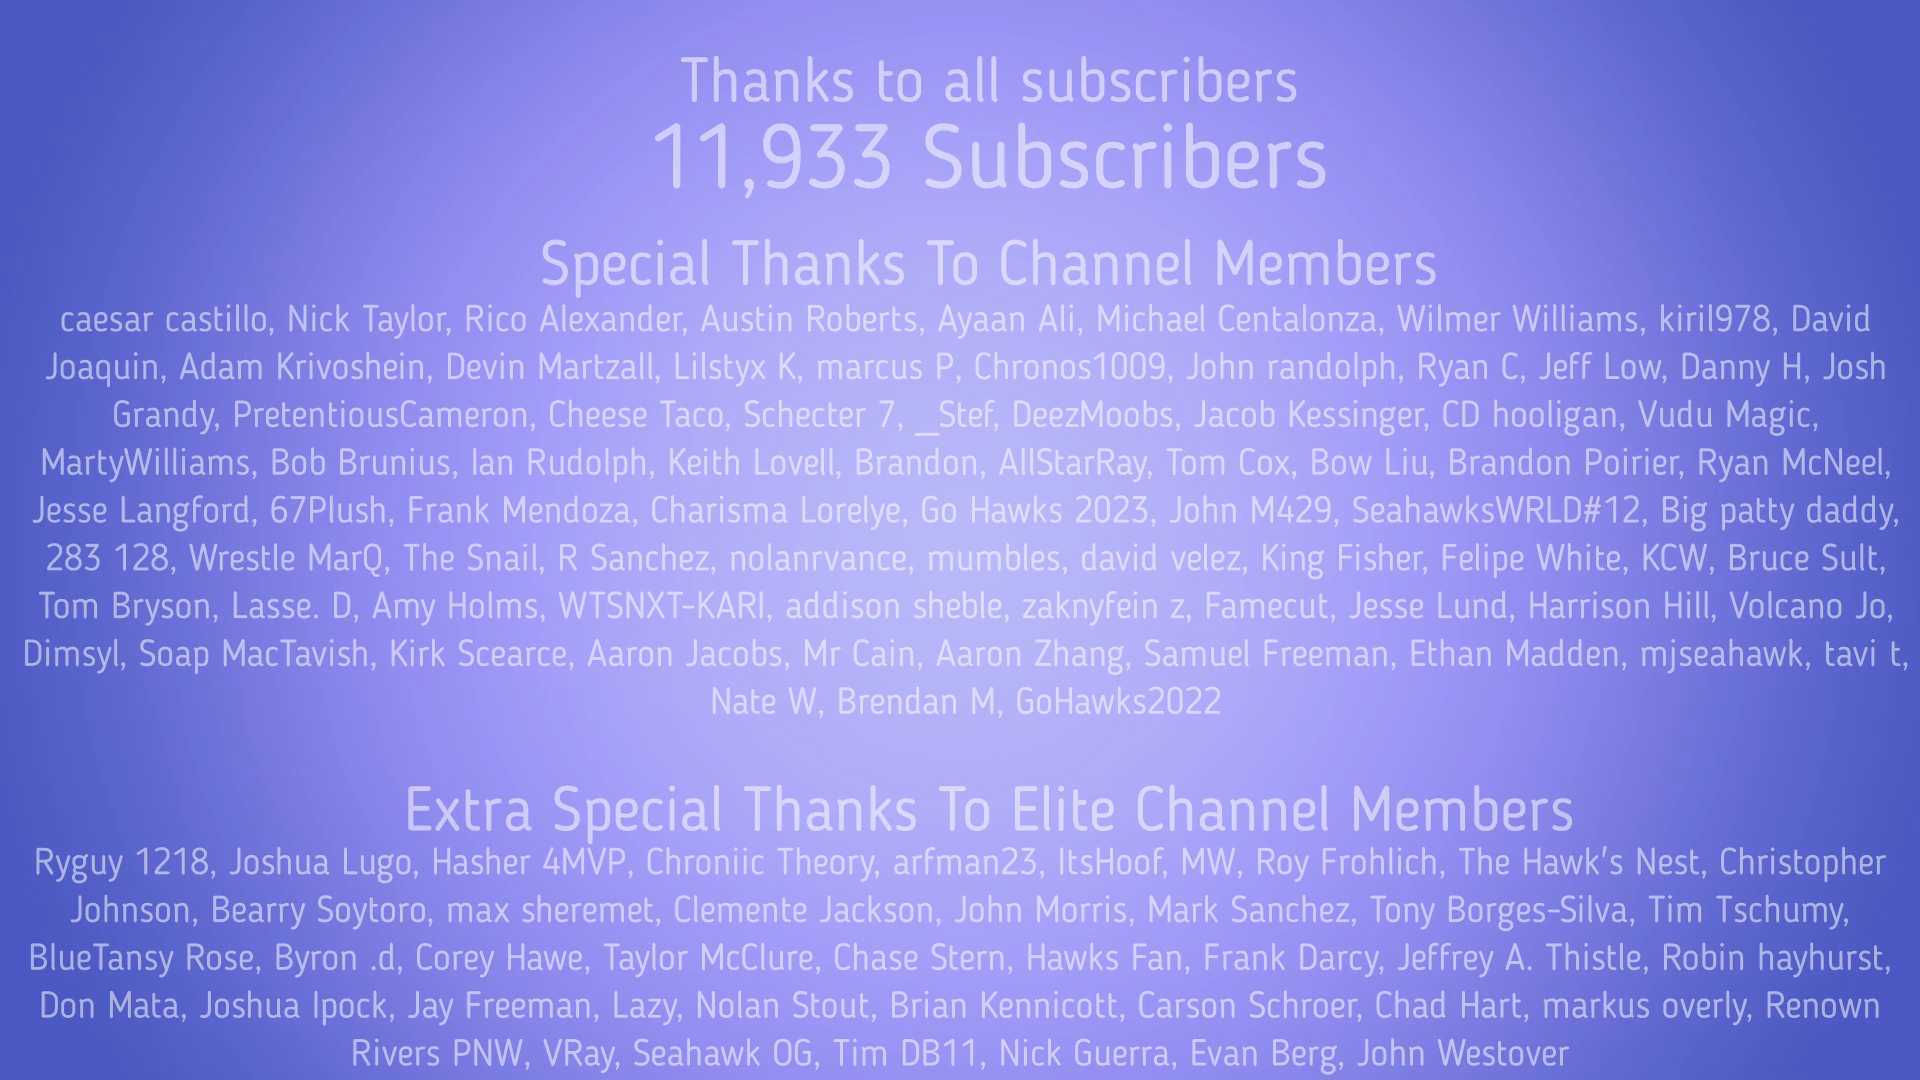 Thanks to all subscribers
11,933 Subscribers
Special Thanks To Channel Members
caesar castillo, Nick Taylor, Rico Alexander, Austin Roberts, Ayaan Ali, Michael Centalonza, Wilmer Williams, kiril978, David
Joaquin, Adam Krivoshein, Devin Martzall, Lilstyx K, marcus P, Chronos1009, John randolph, Ryan C, Jeff Low, Danny H, Josh
Grandy, PretentiousCameron, Cheese Taco, Schecter 7, _Stef, DeezMoobs, Jacob Kessinger, CD hooligan, Vudu Magic,
MartyWilliams, Bob Brunius, Ian Rudolph, Keith Lovell, Brandon, AllStarRay, Tom Cox, Bow Liu, Brandon Poirier, Ryan McNeel,
Jesse Langford, 67Plush, Frank Mendoza, Charisma Lorelye, Go Hawks 2023, John M429, SeahawksWRLD#12, Big patty daddy,
283 128, Wrestle MarQ, The Snail, R Sanchez, nolanrvance, mumbles, david velez, King Fisher, Felipe White, KCW, Bruce Sult,
Tom Bryson, Lasse. D, Amy Holms, WTSNXT-KARI, addison sheble, zaknyfein z, Famecut, Jesse Lund, Harrison Hill, Volcano Jo,
Dimsyl, Soap MacTavish, Kirk Scearce, Aaron Jacobs, Mr Cain, Aaron Zhang, Samuel Freeman, Ethan Madden, mjseahawk, tavi t,
Nate W, Brendan M, GoHawks2022
Extra Special Thanks To Elite Channel Members
Ryguy 1218, Joshua Lugo, Hasher 4MVP, Chroniic Theory, arfman23, ItsHoof, MW, Roy Frohlich, The Hawk's Nest, Christopher
Johnson, Bearry Soytoro, max sheremet, Clemente Jackson, John Morris, Mark Sanchez, Tony Borges-Silva, Tim Tschumy,
BlueTansy Rose, Byron .d, Corey Hawe, Taylor McClure, Chase Stern, Hawks Fan, Frank Darcy, Jeffrey A. Thistle, Robin hayhurst,
Don Mata, Joshua Ipock, Jay Freeman, Lazy, Nolan Stout, Brian Kennicott, Carson Schroer, Chad Hart, markus overly, Renown
Rivers PNW, VRay, Seahawk OG, Tim DB11, Nick Guerra, Evan Berg, John Westover